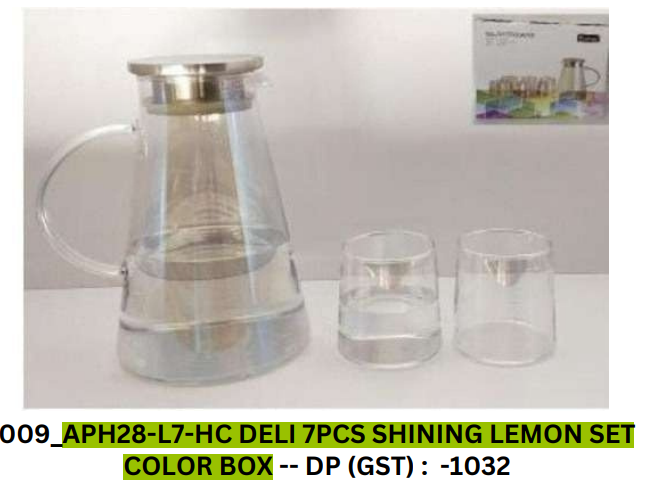 009_APH28-L7-HC DELI 7PCS SHINING LEMON SET
COLOR BOX -- DP (GST) :  -1032